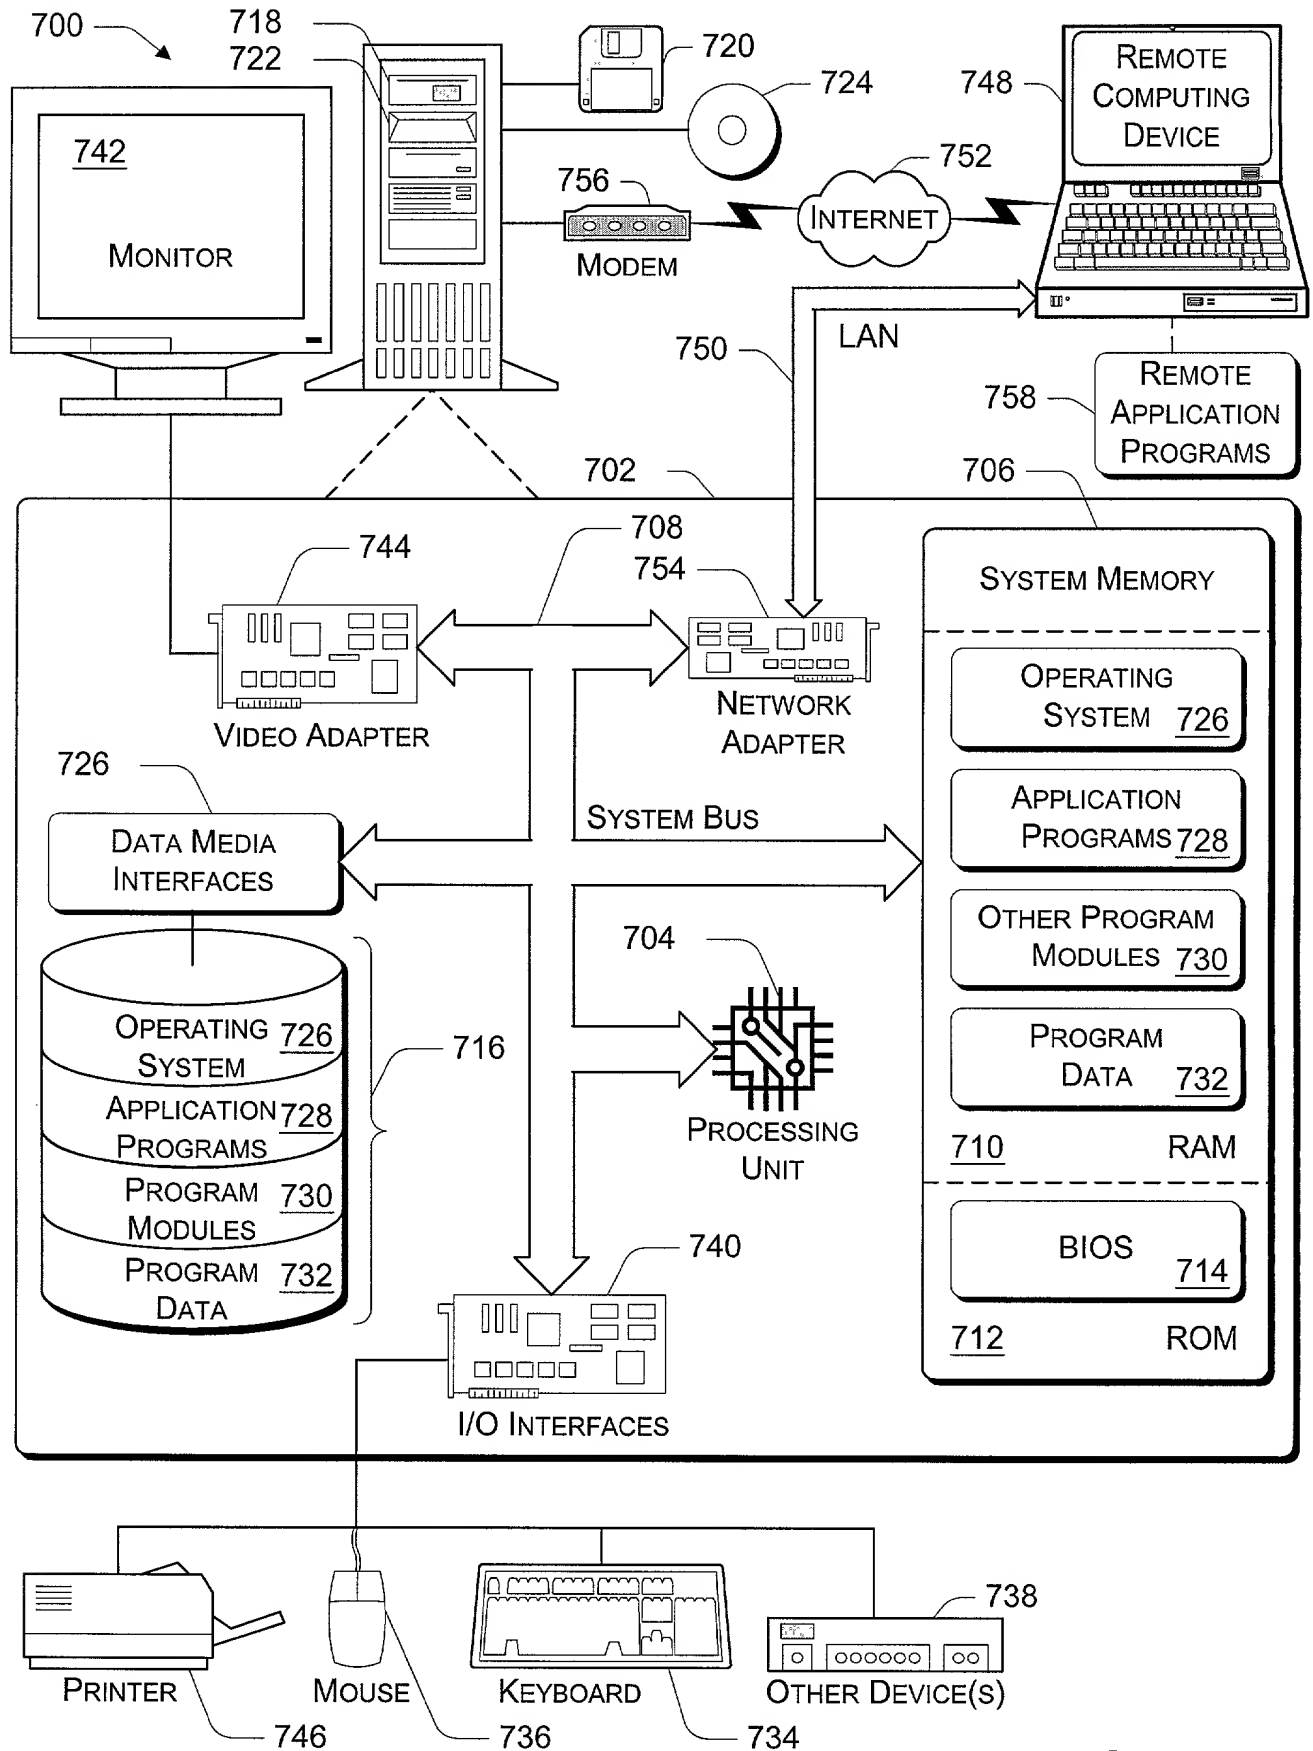 700
718
722
720
724
748
REMOTE
COMPUTING
DEVICE
742
MONITOR
756
MODEM
752
INTERNET
750
LAN
758
REMOTE
APPLICATION
PROGRAMS
702
706
708
744
754
VIDEO ADAPTER
NETWORK
ADAPTER
SYSTEM MEMORY
OPERATING
SYSTEM 726
APPLICATION
PROGRAMS 728
OTHER PROGRAM
MODULES 730
PROGRAM
DATA 732
710 RAM
BIOS
714
712 ROM
726
DATA MEDIA
INTERFACES
SYSTEM BUS
704
PROCESSING
UNIT
OPERATING
SYSTEM 726
APPLICATION 728
PROGRAMS
PROGRAM 730
MODULES
PROGRAM 732
DATA
716
740
I/O INTERFACES
738
PRINTER
MOUSE
KEYBOARD
OTHER DEVICE(S)
746
736
734